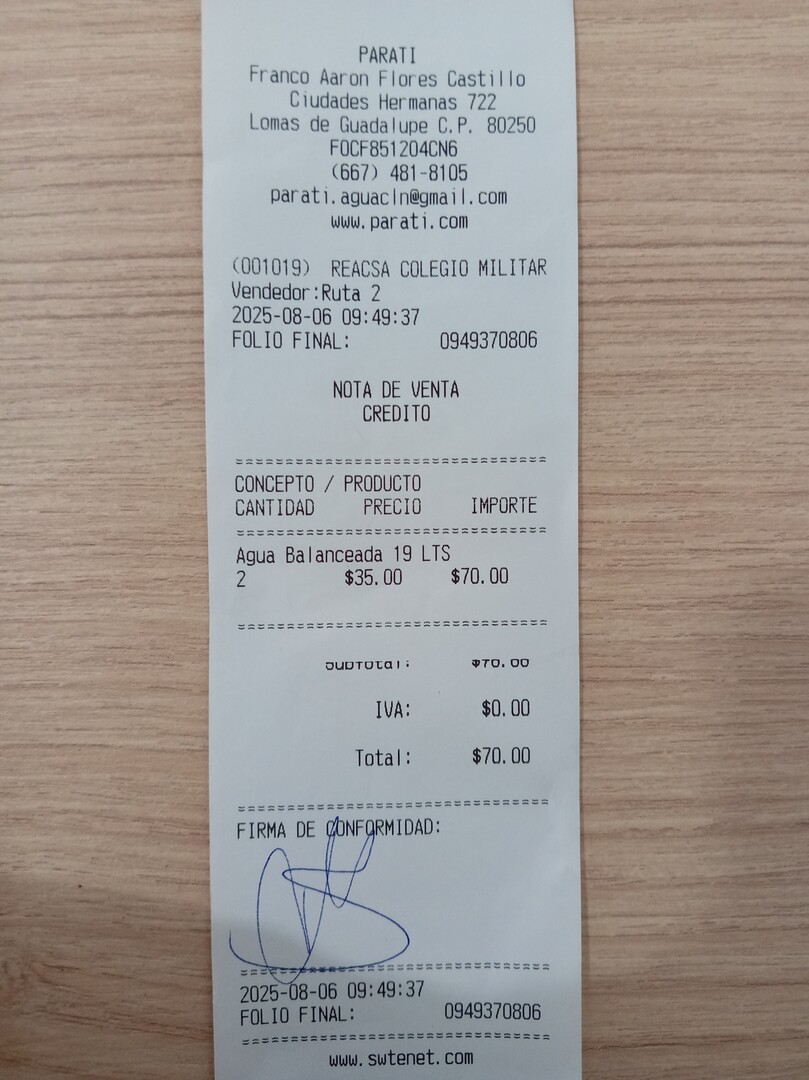 PARATI
Franco Aaron Flores Castillo
Ciudades Hermanas 722
Lomas de Guadalupe C.P. 80250
FOCF851204CN6
(667) 481-8105
parati.aguacln@gmail.com
www.parati.com
(001019) REACSA COLEGIO MILITAR
Vendedor:Ruta 2
2025-08-06 09:49:37
FOLIO FINAL: 0949370806
NOTA DE VENTA
CREDITO
================================
CONCEPTO / PRODUCTO
CANTIDAD PRECIO IMPORTE
================================
Agua Balanceada 19 LTS
2 $35.00 $70.00
================================
Subtotal: $70.00
IVA: $0.00
Total: $70.00
================================
FIRMA DE CONFORMIDAD:
================================
2025-08-06 09:49:37
FOLIO FINAL: 0949370806
================================
www.swtenet.com